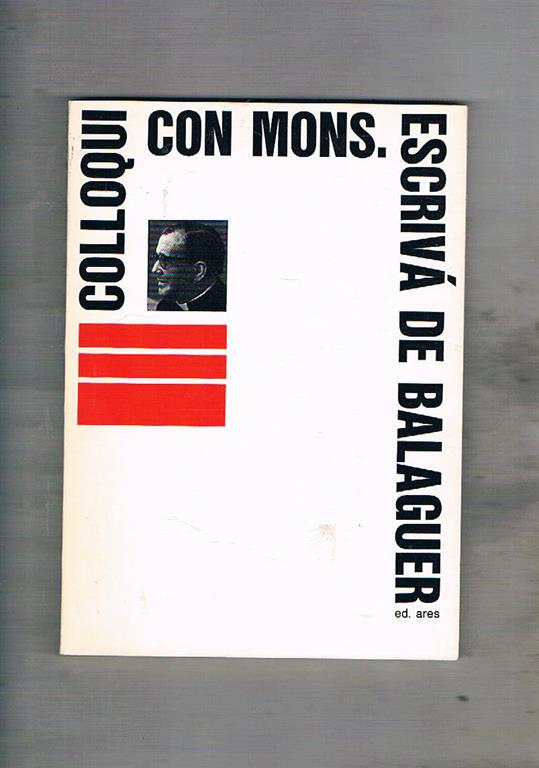 COLLOQUI
CON MONS.
ESCRIVÁ DE BALAGUER
ed. ares